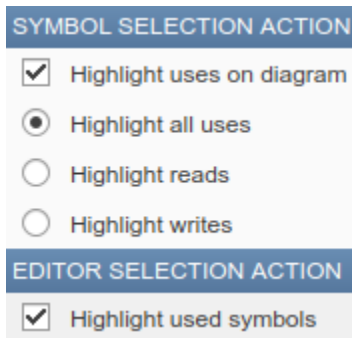 SYMBOL SELECTION ACTION
Highlight uses on diagram
Highlight all uses
Highlight reads
Highlight writes
EDITOR SELECTION ACTION
Highlight used symbols